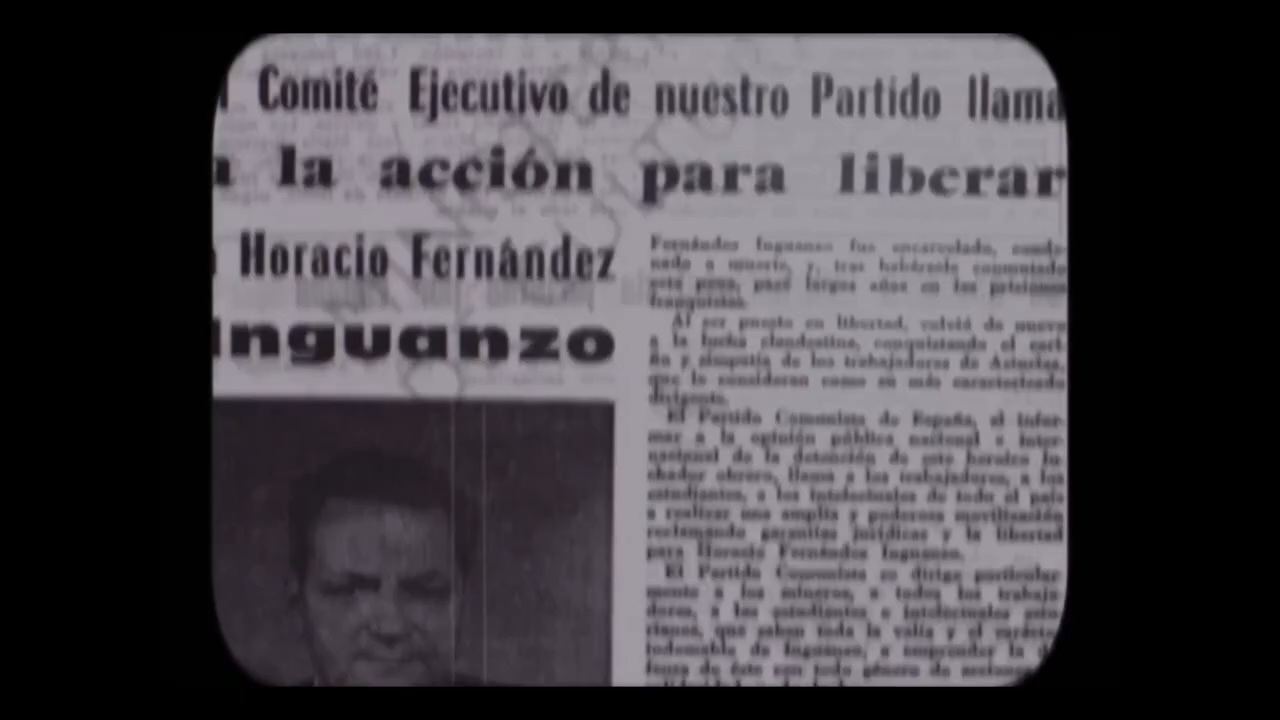 Comité Ejecutivo de nuestro Partido llama
a la acción para liberar
Horacio Fernández
Inguanzo
Fernández Inguanzo fue encarcelado, conde-
nado a muerte, y, tras habérsele conmutado
esta pena, pasó largos años en las prisiones
franquistas.
Al ser puesto en libertad, volvió de nuevo
a la lucha clandestina, conquistando el cari-
ño y simpatía de los trabajadores de Asturias,
que le consideran como su más caracterizado
dirigente.
El Partido Comunista de España, al infor-
mar a la opinión pública nacional e inter-
nacional de la detención de este heroico lu-
chador obrero, llama a los trabajadores, a los
estudiantes, a los intelectuales de todo el país
a realizar una amplia y poderosa movilización
reclamando garantías jurídicas y la libertad
para Horacio Fernández Inguanzo.
El Partido Comunista se dirige particular-
mente a los mineros, a todos los trabaja-
dores, a los estudiantes e intelectuales astu-
rianos, que saben toda la valía y el carácter
indomable de Inguanzo, a emprender la de-
fensa de éste con todo género de acciones